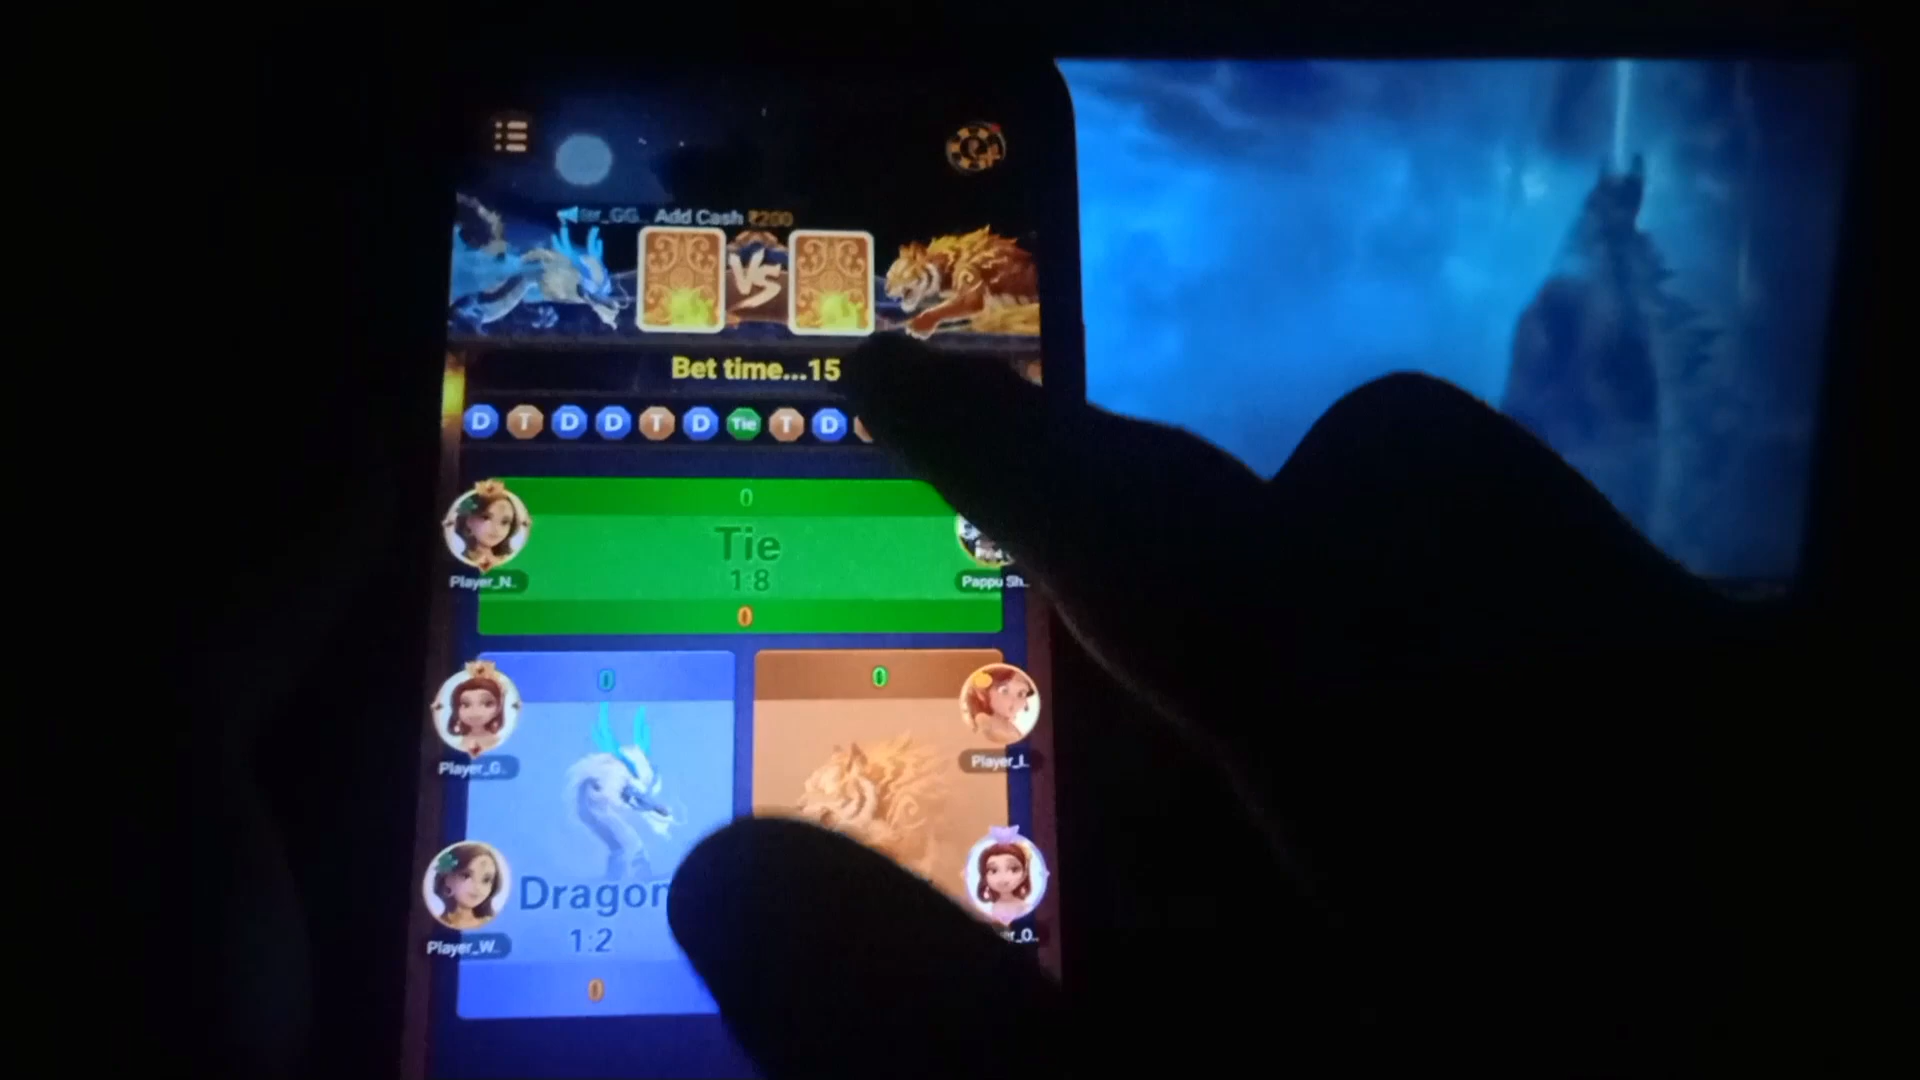 Add Cash ₹200
VS
Bet time...15
D T D D T D Tie T D
0
Tie
1:8
0
Player_N..
Pappu Sh..
0
0
Player_G..
Player_I..
Dragon
1:2
Player_W..
0